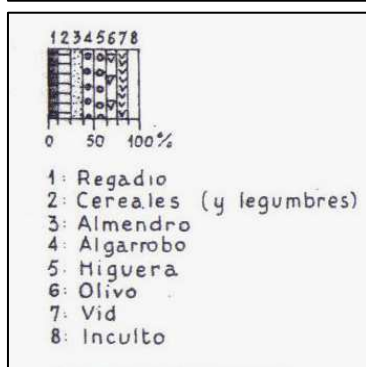 12345678
0 50 100%
1: Regadio
2: Cereales (y legumbres)
3: Almendro
4: Algarrobo
5. Higuera
6: Olivo
7: Vid
8: Inculto